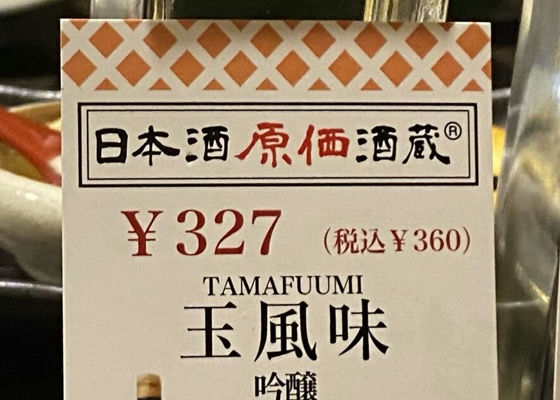 日本酒原価酒蔵®
¥327 (税込¥360)
TAMAFUUMI
玉風味
吟醸